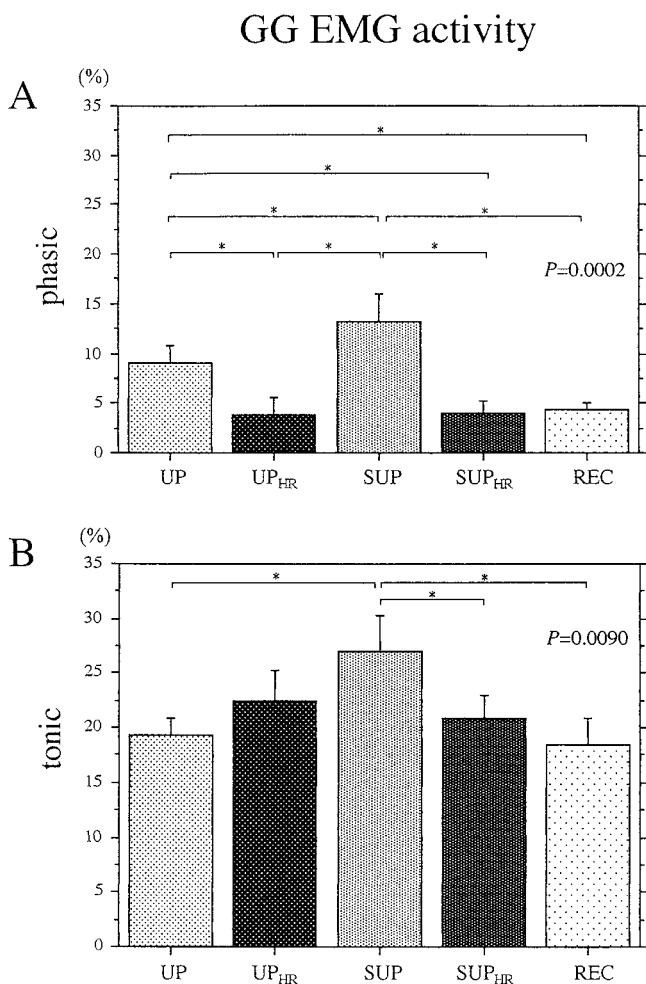 GG EMG activity
A
(%)
phasic
35
30
25
20
15
10
5
0
*
*
*
*
*
*
*
P=0.0002
UP
UPHR
SUP
SUPHR
REC
B
(%)
tonic
35
30
25
20
15
10
5
0
*
*
*
P=0.0090
UP
UPHR
SUP
SUPHR
REC